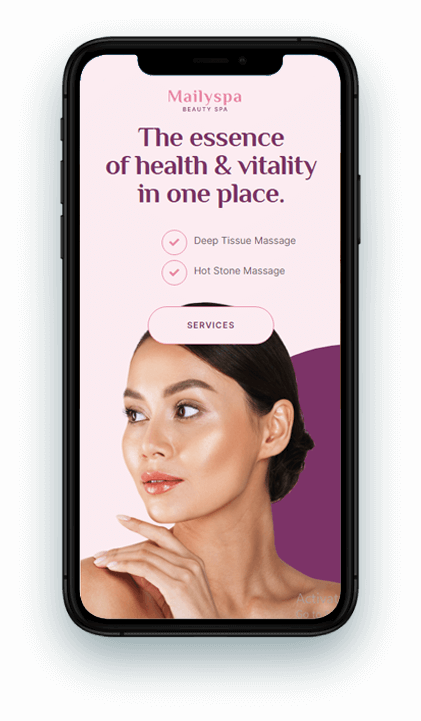 Mailyspa
BEAUTY SPA
The essence
of health & vitality
in one place.
Deep Tissue Massage
Hot Stone Massage
SERVICES